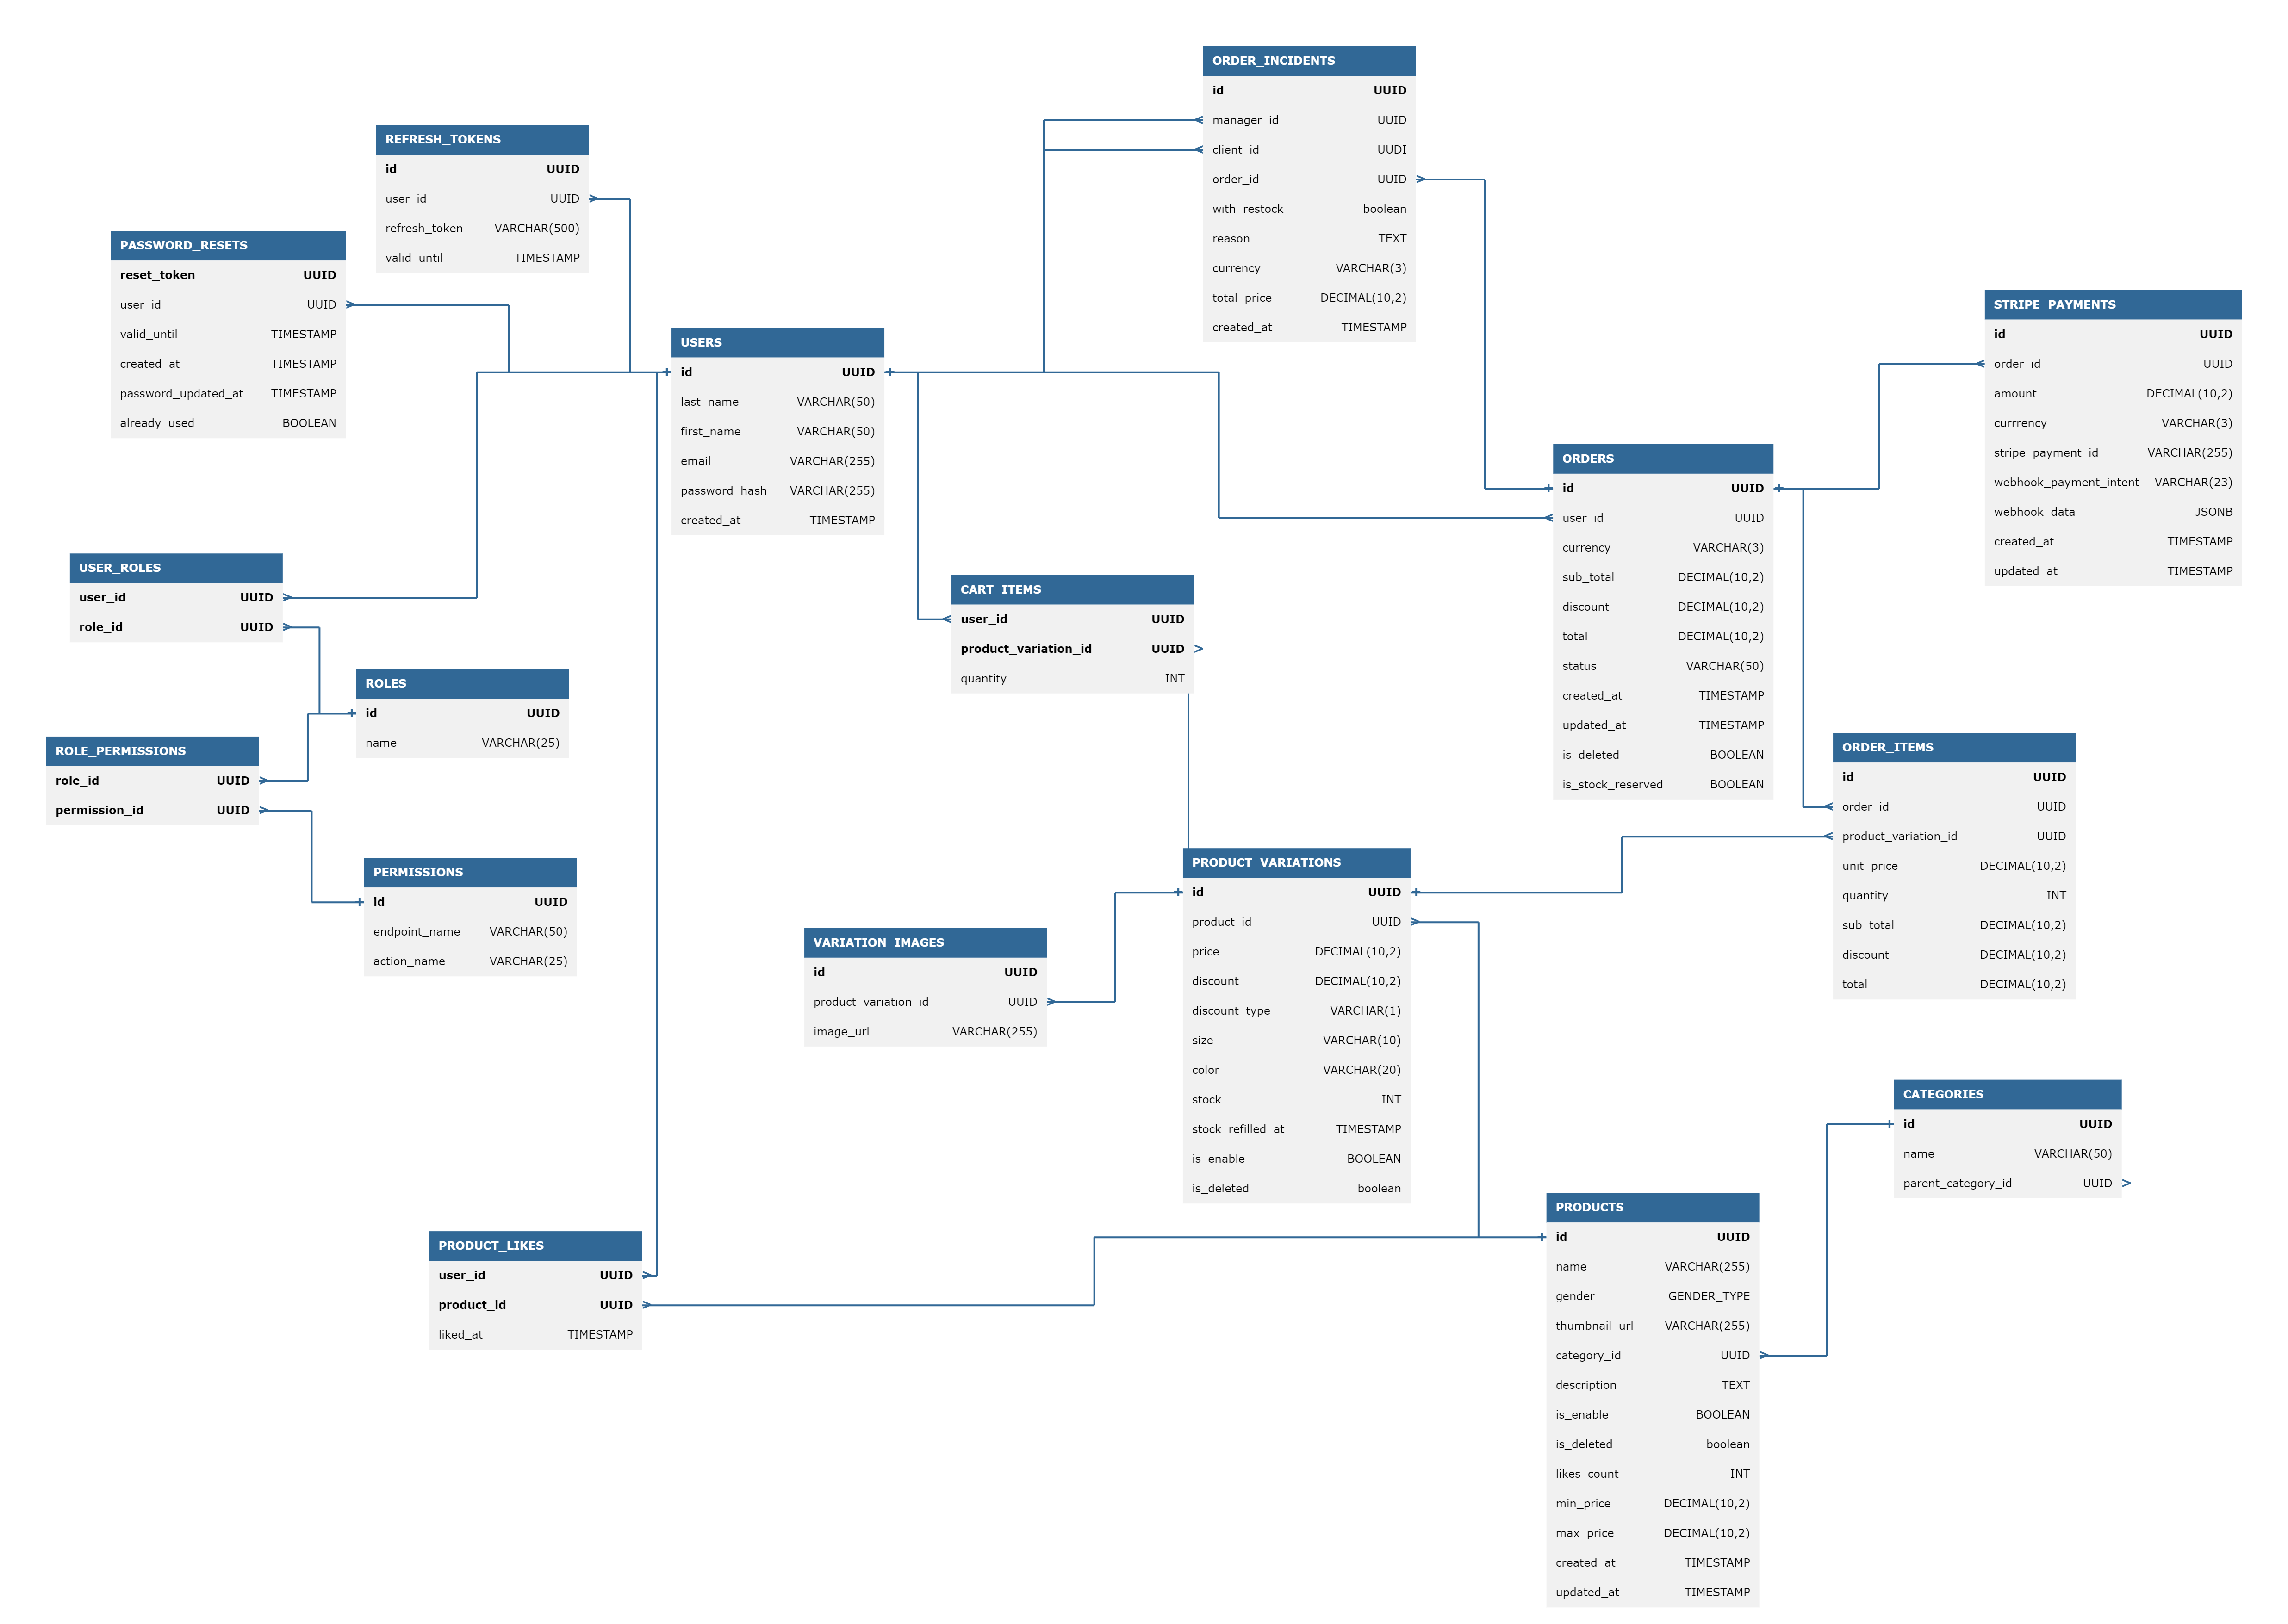 ORDER_INCIDENTS
id UUID
manager_id UUID
client_id UUDI
order_id UUID
with_restock boolean
reason TEXT
currency VARCHAR(3)
total_price DECIMAL(10,2)
created_at TIMESTAMP
REFRESH_TOKENS
id UUID
user_id UUID
refresh_token VARCHAR(500)
valid_until TIMESTAMP
PASSWORD_RESETS
reset_token UUID
user_id UUID
valid_until TIMESTAMP
created_at TIMESTAMP
password_updated_at TIMESTAMP
already_used BOOLEAN
STRIPE_PAYMENTS
id UUID
order_id UUID
amount DECIMAL(10,2)
currrency VARCHAR(3)
stripe_payment_id VARCHAR(255)
webhook_payment_intent VARCHAR(23)
webhook_data JSONB
created_at TIMESTAMP
updated_at TIMESTAMP
USERS
id UUID
last_name VARCHAR(50)
first_name VARCHAR(50)
email VARCHAR(255)
password_hash VARCHAR(255)
created_at TIMESTAMP
ORDERS
id UUID
user_id UUID
currency VARCHAR(3)
sub_total DECIMAL(10,2)
discount DECIMAL(10,2)
total DECIMAL(10,2)
status VARCHAR(50)
created_at TIMESTAMP
updated_at TIMESTAMP
is_deleted BOOLEAN
is_stock_reserved BOOLEAN
USER_ROLES
user_id UUID
role_id UUID
CART_ITEMS
user_id UUID
product_variation_id UUID
quantity INT
ROLES
id UUID
name VARCHAR(25)
ROLE_PERMISSIONS
role_id UUID
permission_id UUID
ORDER_ITEMS
id UUID
order_id UUID
product_variation_id UUID
unit_price DECIMAL(10,2)
quantity INT
sub_total DECIMAL(10,2)
discount DECIMAL(10,2)
total DECIMAL(10,2)
PERMISSIONS
id UUID
endpoint_name VARCHAR(50)
action_name VARCHAR(25)
PRODUCT_VARIATIONS
id UUID
product_id UUID
price DECIMAL(10,2)
discount DECIMAL(10,2)
discount_type VARCHAR(1)
size VARCHAR(10)
color VARCHAR(20)
stock INT
stock_refilled_at TIMESTAMP
is_enable BOOLEAN
is_deleted boolean
VARIATION_IMAGES
id UUID
product_variation_id UUID
image_url VARCHAR(255)
CATEGORIES
id UUID
name VARCHAR(50)
parent_category_id UUID
PRODUCTS
id UUID
name VARCHAR(255)
gender GENDER_TYPE
thumbnail_url VARCHAR(255)
category_id UUID
description TEXT
is_enable BOOLEAN
is_deleted boolean
likes_count INT
min_price DECIMAL(10,2)
max_price DECIMAL(10,2)
created_at TIMESTAMP
updated_at TIMESTAMP
PRODUCT_LIKES
user_id UUID
product_id UUID
liked_at TIMESTAMP